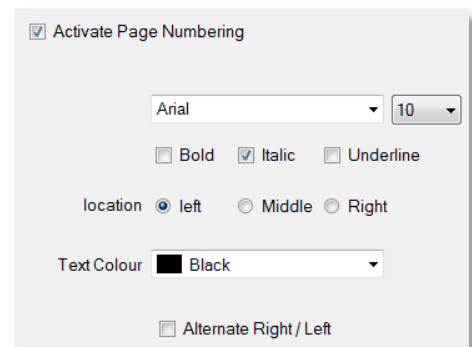 Activate Page Numbering
Arial 10
Bold Italic Underline
location left Middle Right
Text Colour Black
Alternate Right / Left